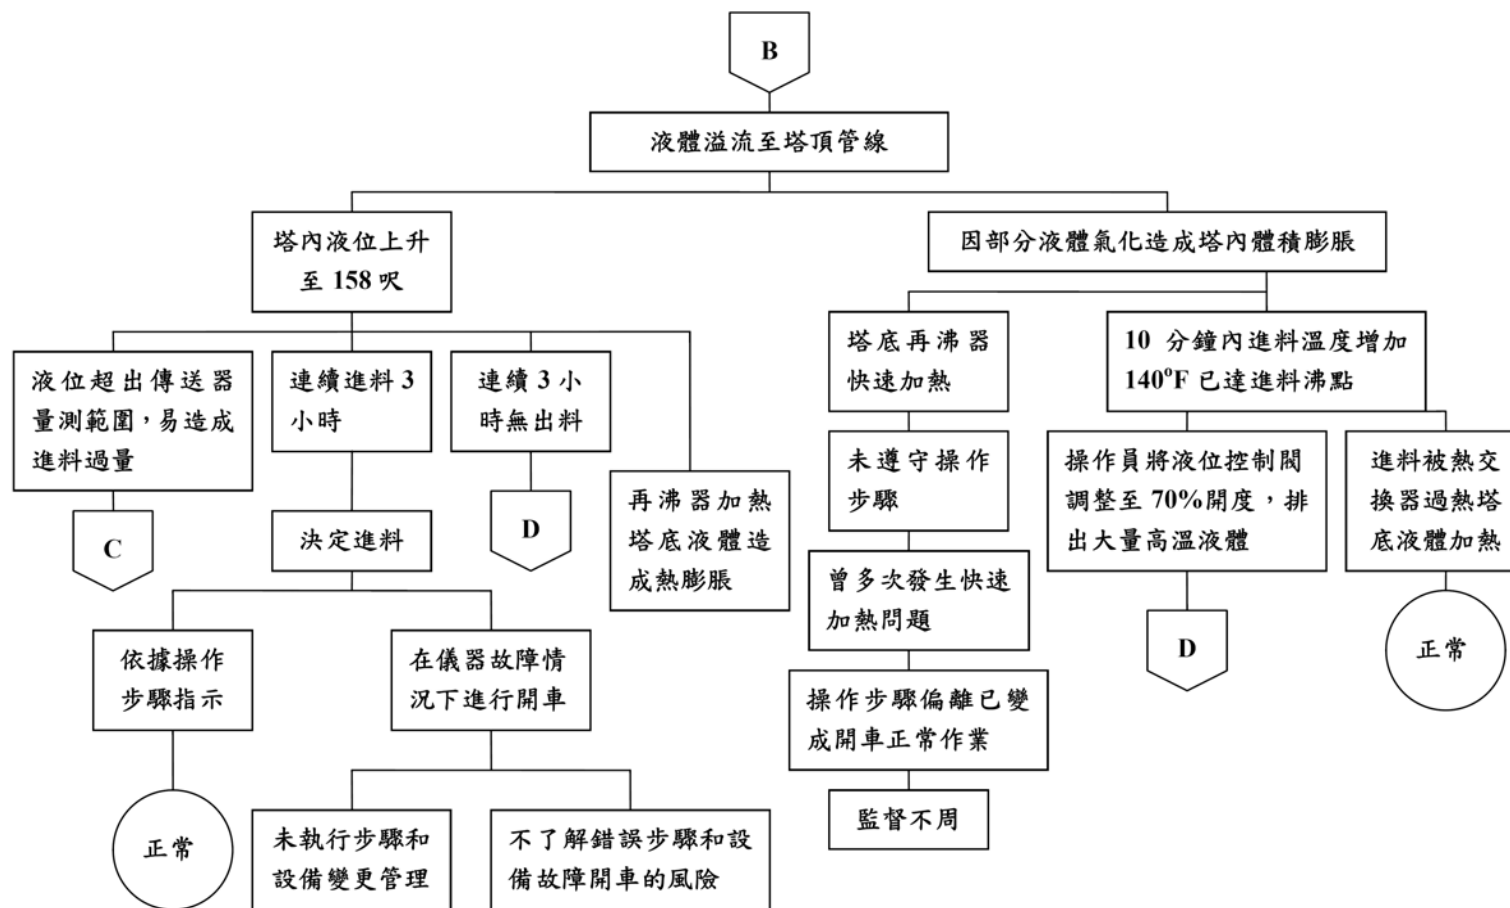 B
液體溢流至塔頂管線
塔內液位上升
至 158 呎
因部分液體氣化造成塔內體積膨脹
液位超出傳送器
量測範圍，易造成
進料過量
連續進料 3
小時
連續 3 小
時無出料
塔底再沸器
快速加熱
10 分鐘內進料溫度增加
140°F 已達進料沸點
C
決定進料
D
再沸器加熱
塔底液體造
成熱膨脹
未遵守操作
步驟
操作員將液位控制閥
調整至 70%開度，排
出大量高溫液體
進料被熱交
換器過熱塔
底液體加熱
依據操作
步驟指示
在儀器故障情
況下進行開車
曾多次發生快速
加熱問題
D
正常
操作步驟偏離已變
成開車正常作業
正常
未執行步驟和
設備變更管理
不了解錯誤步驟和設
備故障開車的風險
監督不周